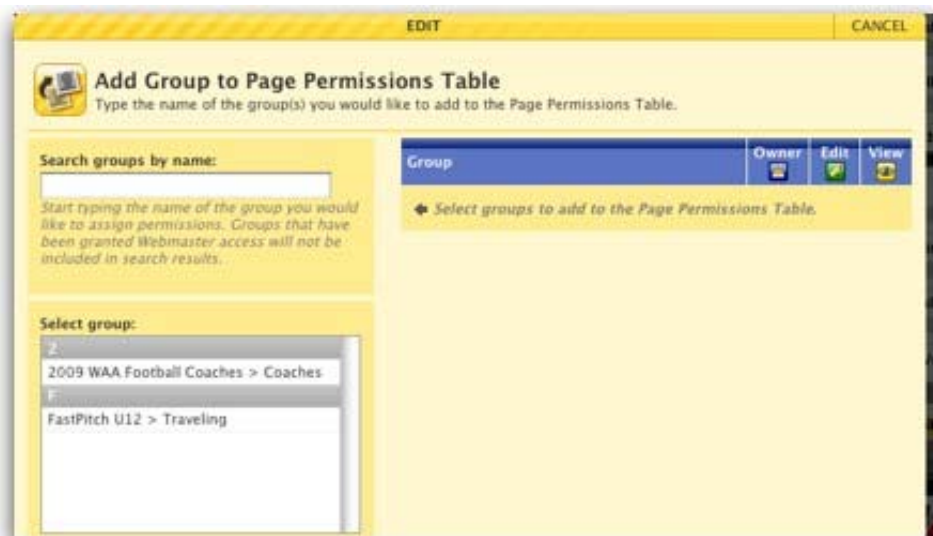 EDIT
CANCEL
Add Group to Page Permissions Table
Type the name of the group(s) you would like to add to the Page Permissions Table.
Search groups by name:
Start typing the name of the group you would
like to assign permissions. Groups that have
been granted Webmaster access will not be
included in search results.
Group
Owner
Edit
View
Select groups to add to the Page Permissions Table.
Select group:
2
2009 WAA Football Coaches > Coaches
F
FastPitch U12 > Traveling